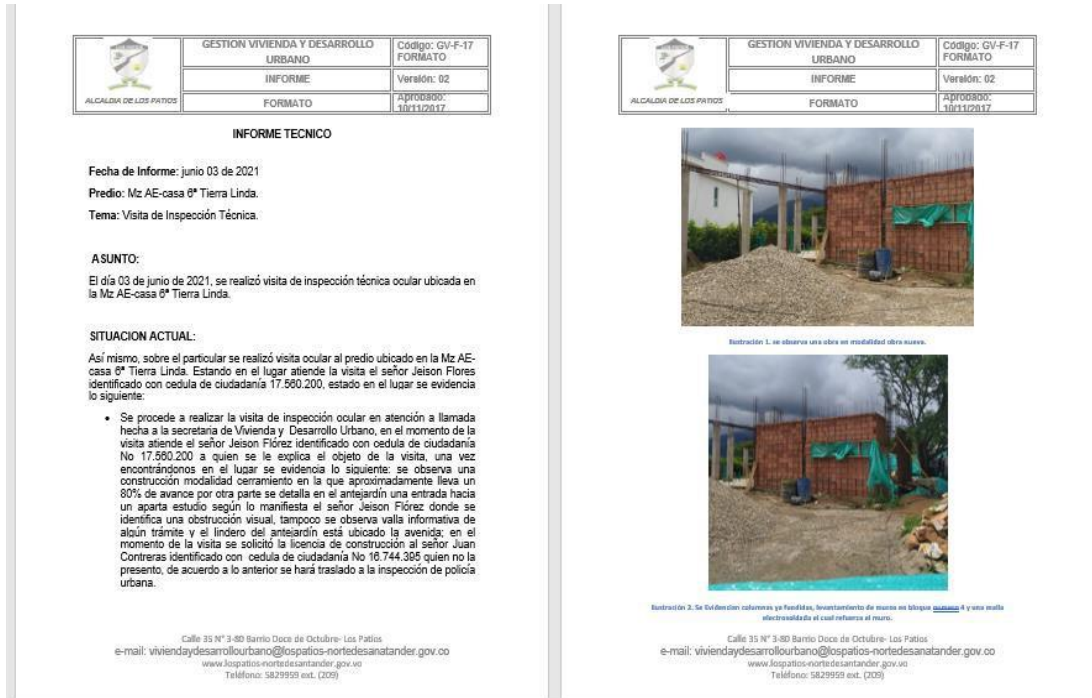 GESTION VIVIENDA Y DESARROLLO
URBANO
Código: GV-F-17
FORMATO
INFORME
Versión: 02
ALCALDIA DE LOS PATIOS
FORMATO
Aprobado:
10/11/2017
INFORME TECNICO
Fecha de Informe: junio 03 de 2021
Predio: Mz AE-casa 6ª Tierra Linda.
Tema: Visita de Inspección Técnica.
ASUNTO:
El día 03 de junio de 2021, se realizó visita de inspección técnica ocular ubicada en
la Mz AE-casa 6ª Tierra Linda.
SITUACION ACTUAL:
Así mismo, sobre el particular se realizó visita ocular al predio ubicado en la Mz AE-
casa 6ª Tierra Linda. Estando en el lugar atiende la visita el señor Jeison Flores
identificado con cedula de ciudadanía 17.560.200, estado en el lugar se evidencia
lo siguiente:
• Se procede a realizar la visita de inspección ocular en atención a llamada
hecha a la secretaria de Vivienda y Desarrollo Urbano, en el momento de la
visita atiende el señor Jeison Flórez identificado con cedula de ciudadanía
No 17.560.200 a quien se le explica el objeto de la visita, una vez
encontrándonos en el lugar se evidencia lo siguiente: se observa una
construcción modalidad cerramiento en la que aproximadamente lleva un
80% de avance por otra parte se detalla en el antejardín una entrada hacia
un aparta estudio según lo manifiesta el señor Jeison Flórez donde se
identifica una obstrucción visual, tampoco se observa valla informativa de
algún trámite y el lindero del antejardín está ubicado la avenida; en el
momento de la visita se solicitó la licencia de construcción al señor Juan
Contreras identificado con cedula de ciudadanía No 16.744.395 quien no la
presento, de acuerdo a lo anterior se hará traslado a la inspección de policía
urbana.
Calle 35 N° 3-80 Barrio Doce de Octubre- Los Patios
e-mail: viviendaydesarrollourbano@lospatios-nortedesanatander.gov.co
www.lospatios-nortedesantander.gov.vo
Teléfono: 5829959 ext. (209)
GESTION VIVIENDA Y DESARROLLO
URBANO
Código: GV-F-17
FORMATO
INFORME
Versión: 02
ALCALDIA DE LOS PATIOS
FORMATO
Aprobado:
10/11/2017
Ilustración 1. se observa una obra en modalidad obra nueva.
Ilustración 2. Se Evidencian columnas ya fundidas, levantamiento de muros en bloque numero 4 y una malla
electrosoldada el cual refuerza al muro.
Calle 35 N° 3-80 Barrio Doce de Octubre- Los Patios
e-mail: viviendaydesarrollourbano@lospatios-nortedesanatander.gov.co
www.lospatios-nortedesantander.gov.vo
Teléfono: 5829959 ext. (209)